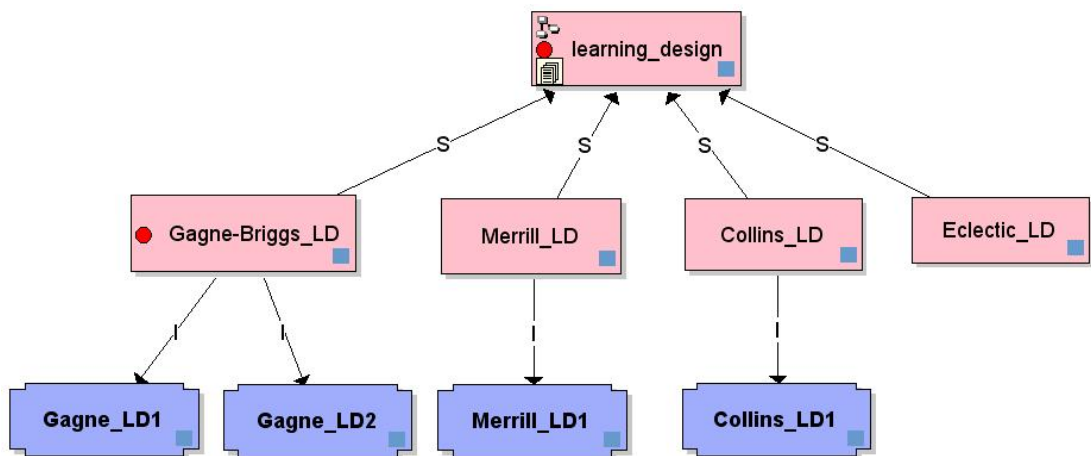 learning_design
S
S
S
S
Gagne-Briggs_LD
Merrill_LD
Collins_LD
Eclectic_LD
I
I
I
I
Gagne_LD1
Gagne_LD2
Merrill_LD1
Collins_LD1